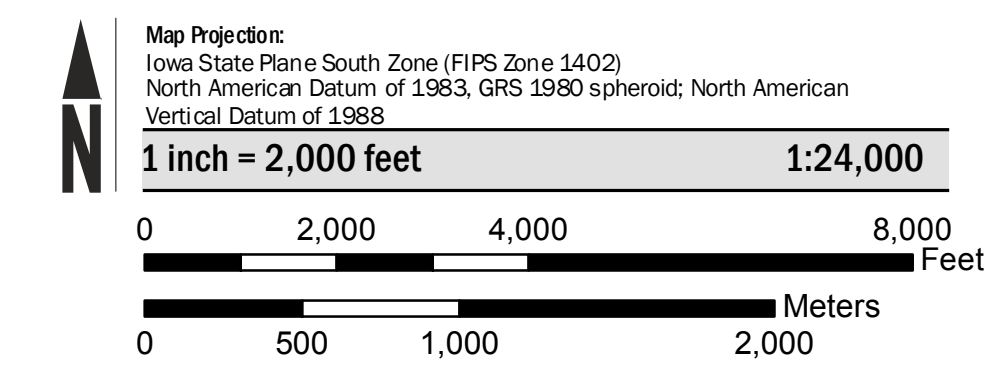 Map Projection:
Iowa State Plane South Zone (FIPS Zone 1402)
North American Datum of 1983, GRS 1980 spheroid; North American
Vertical Datum of 1988
N
1 inch = 2,000 feet 1:24,000
0 2,000 4,000 8,000
Feet
Meters
0 500 1,000 2,000